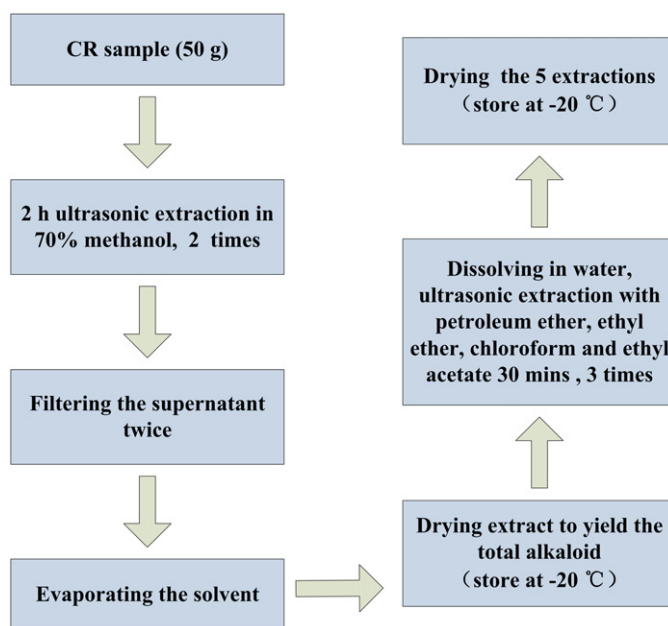 CR sample (50 g)
2 h ultrasonic extraction in
70% methanol, 2 times
Filtering the supernatant
twice
Evaporating the solvent
Drying extract to yield the
total alkaloid
（store at -20 ℃）
Dissolving in water,
ultrasonic extraction with
petroleum ether, ethyl
ether, chloroform and ethyl
acetate 30 mins , 3 times
Drying the 5 extractions
（store at -20 ℃）